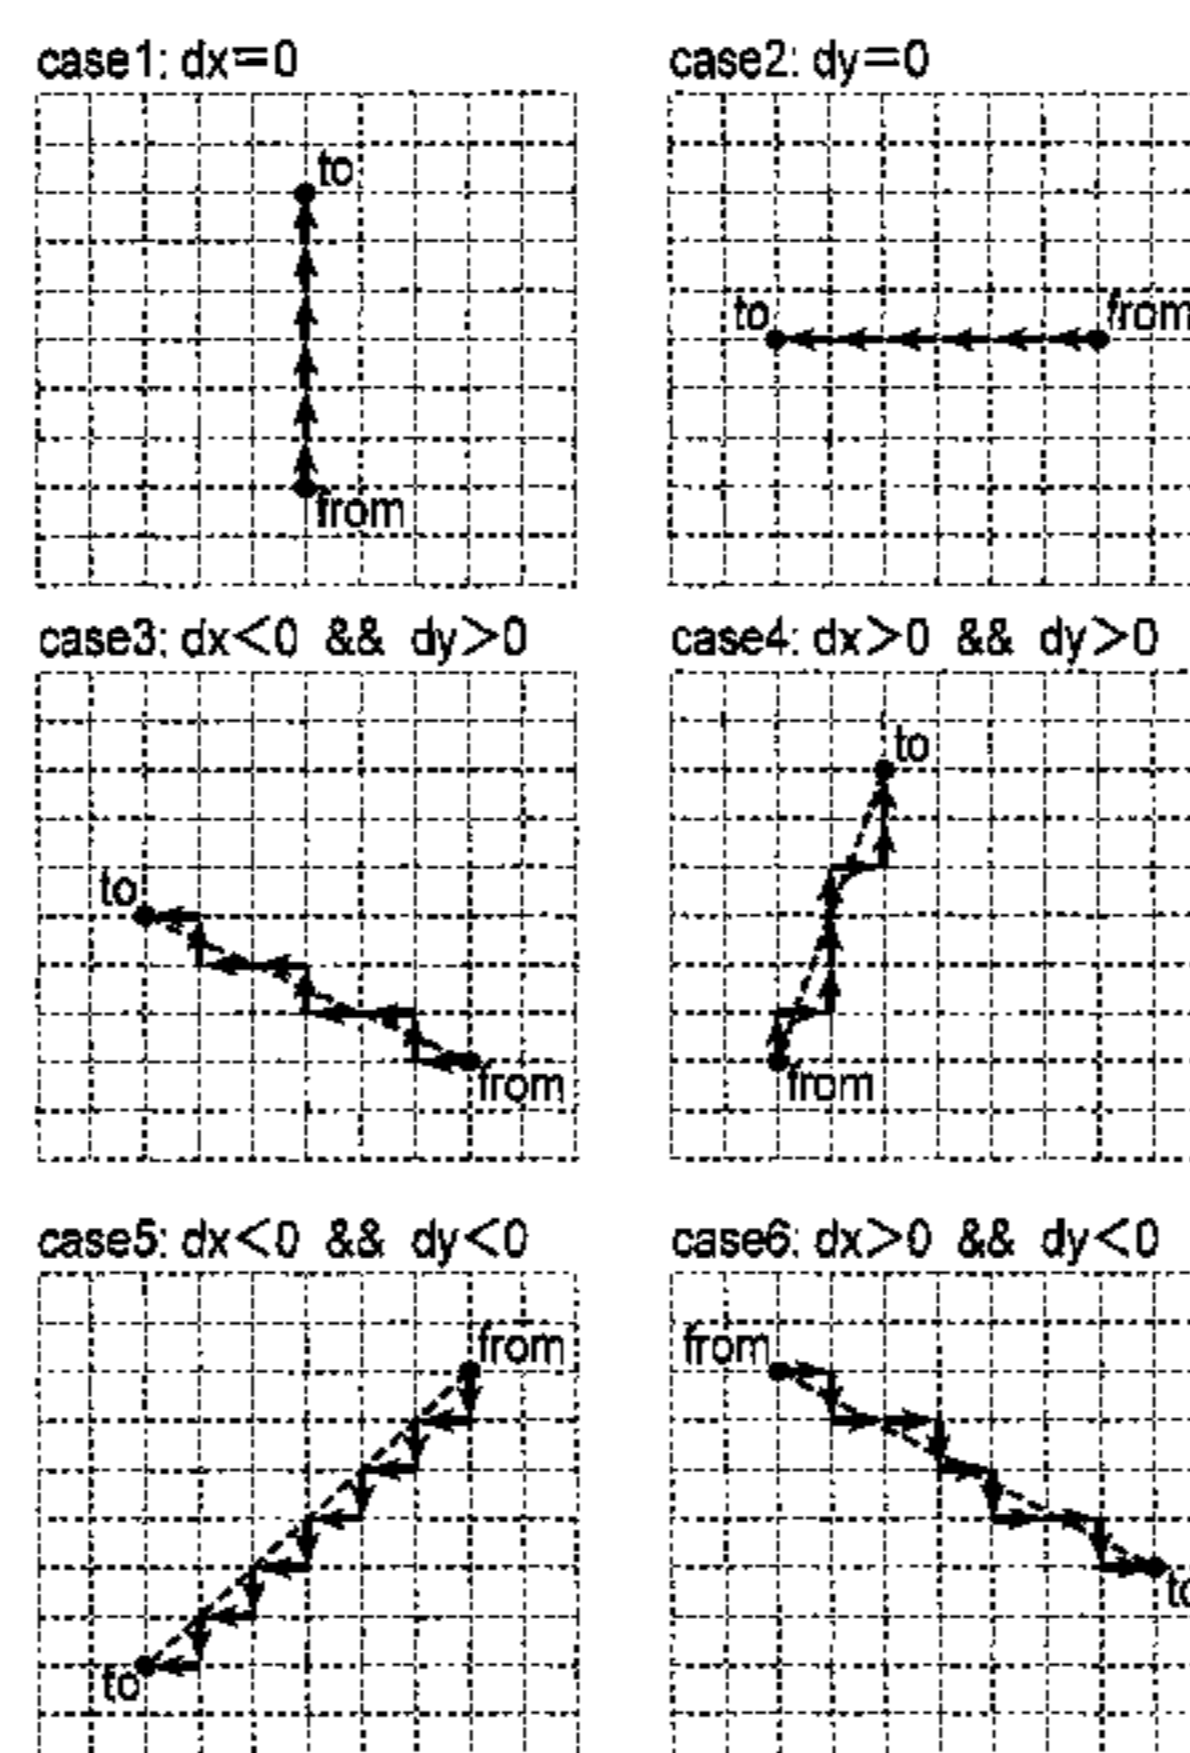 case1: dx=0
case2: dy=0
to
from
to
from
case3: dx<0 && dy>0
case4: dx>0 && dy>0
to
from
to
from
case5: dx<0 && dy<0
case6: dx>0 && dy<0
from
to
from
to